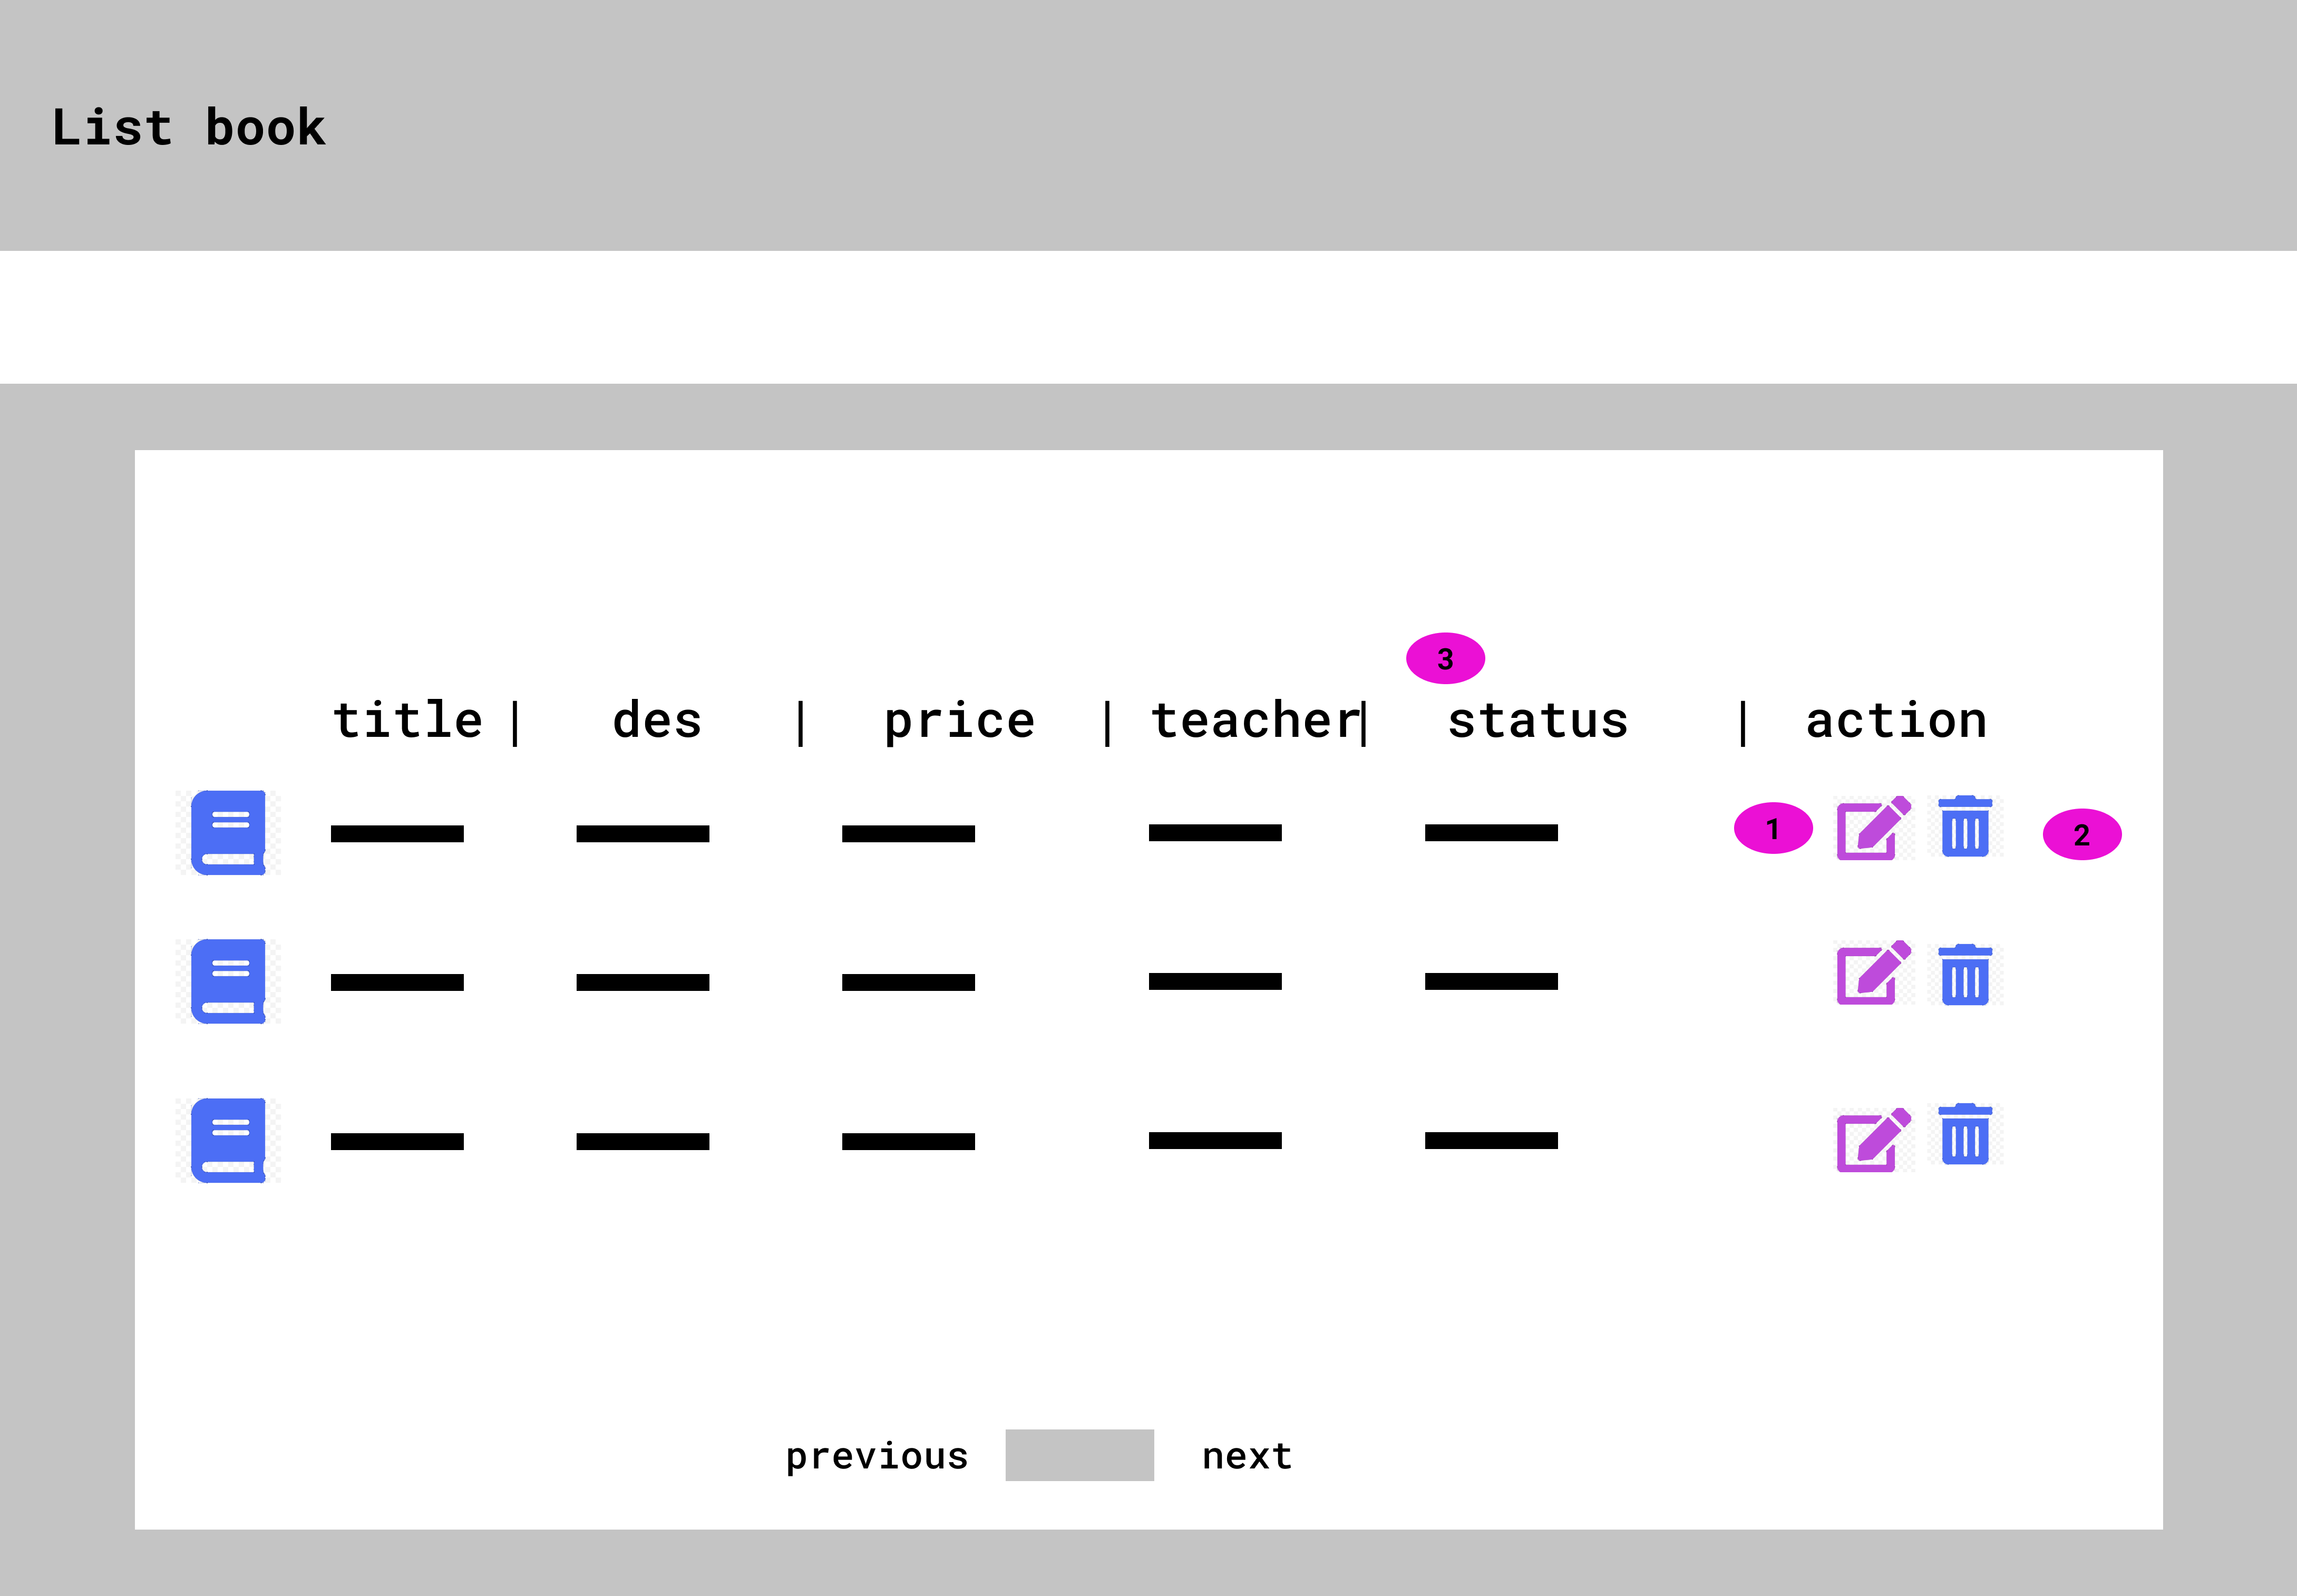 List book
3
title | des | price | teacher| status | action
1
2
previous next